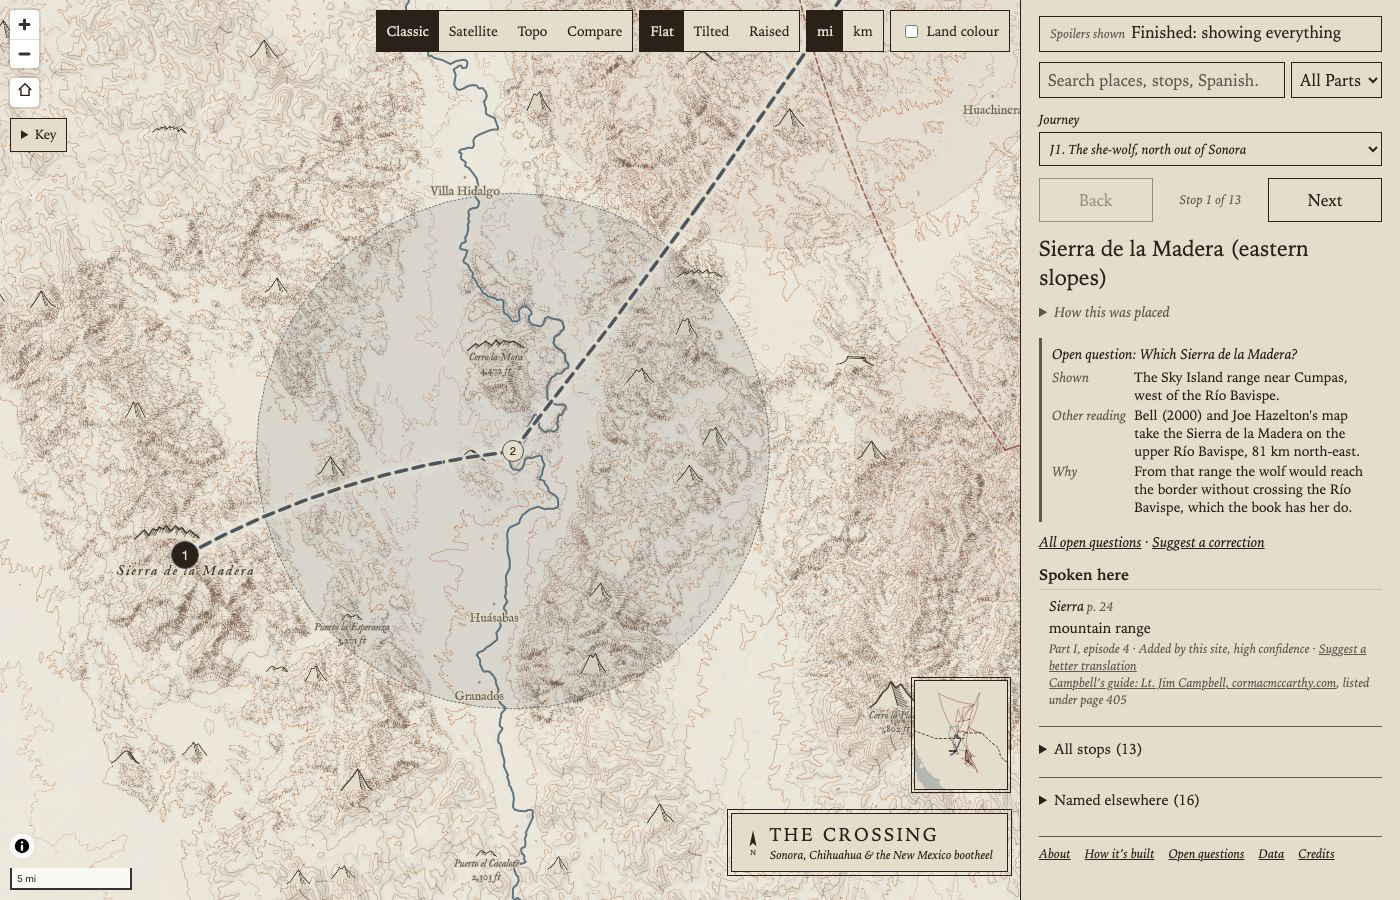 Classic Satellite Topo Compare Flat Tilted Raised mi km Land colour
Key
Huachinera
Villa Hidalgo
Cerro la Mora
4,472 ft
2
1
Sierra de la Madera
Puerto la Esperanza
Huásabas
Granados
Puerto el Cacalote
2,303 ft
Cerro la
N
THE CROSSING
Sonora, Chihuahua & the New Mexico bootheel
5 mi
Spoilers shown Finished: showing everything
Search places, stops, Spanish.
All Parts
Journey
J1. The she-wolf, north out of Sonora
Back
Stop 1 of 13
Next
Sierra de la Madera (eastern
slopes)
How this was placed
Open question: Which Sierra de la Madera?
Shown The Sky Island range near Cumpas,
west of the Río Bavispe.
Other reading Bell (2000) and Joe Hazelton's map
take the Sierra de la Madera on the
upper Río Bavispe, 81 km north-east.
Why From that range the wolf would reach
the border without crossing the Río
Bavispe, which the book has her do.
All open questions · Suggest a correction
Spoken here
Sierra p. 24
mountain range
Part I, episode 4 · Added by this site, high confidence · Suggest a
better translation
Campbell's guide: Lt. Jim Campbell, cormacmccarthy.com, listed
under page 405
All stops (13)
Named elsewhere (16)
About How it's built Open questions Data Credits